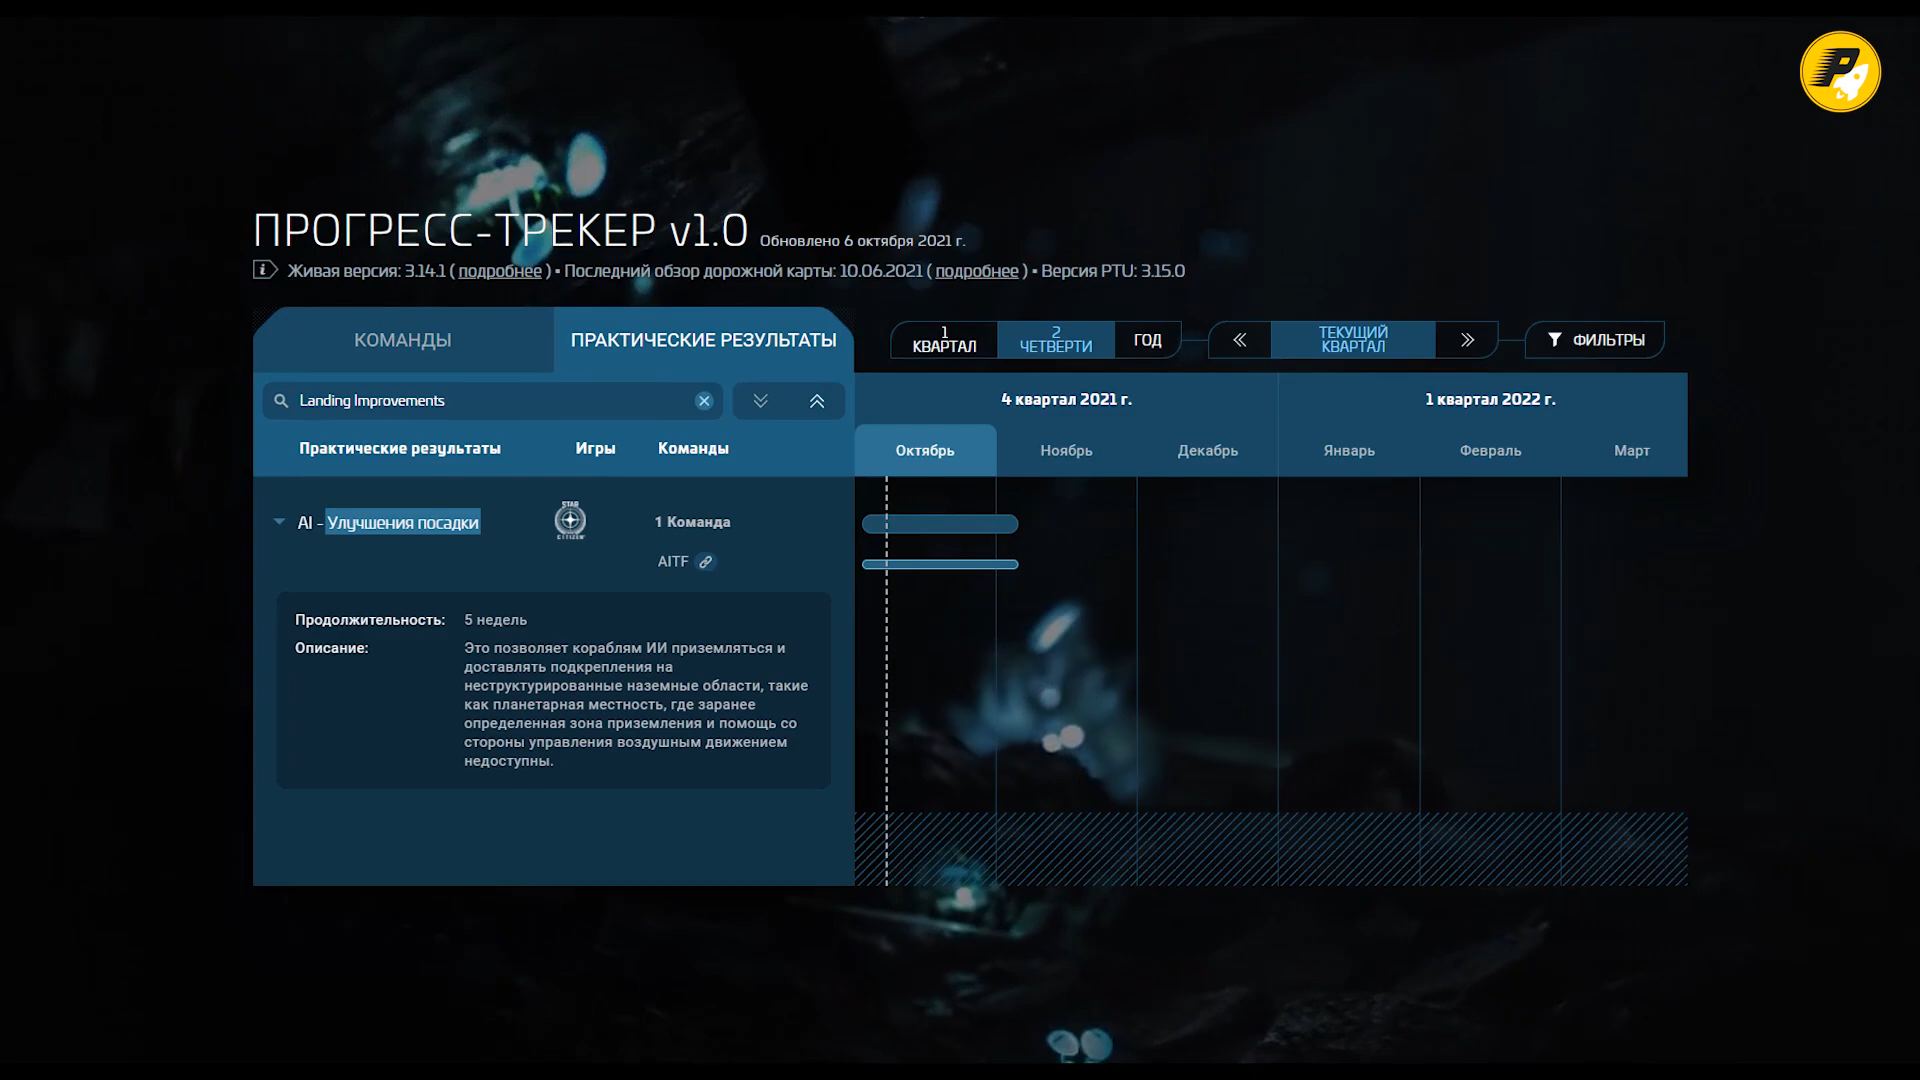 P
ПРОГРЕСС-ТРЕКЕР v1.0 Обновлено 6 октября 2021 г.
Живая версия: 3.14.1 ( подробнее ) • Последний обзор дорожной карты: 10.06.2021 ( подробнее ) • Версия PTU: 3.15.0
КОМАНДЫ
ПРАКТИЧЕСКИЕ РЕЗУЛЬТАТЫ
1 КВАРТАЛ
2 ЧЕТВЕРТИ
ГОД
ТЕКУЩИЙ КВАРТАЛ
ФИЛЬТРЫ
Landing Improvements
4 квартал 2021 г.
1 квартал 2022 г.
Практические результаты
Игры
Команды
Октябрь
Ноябрь
Декабрь
Январь
Февраль
Март
AI - Улучшения посадки
STAR CITIZEN
1 Команда
AITF
Продолжительность: 5 недель
Описание: Это позволяет кораблям ИИ приземляться и
доставлять подкрепления на
неструктурированные наземные области, такие
как планетарная местность, где заранее
определенная зона приземления и помощь со
стороны управления воздушным движением
недоступны.